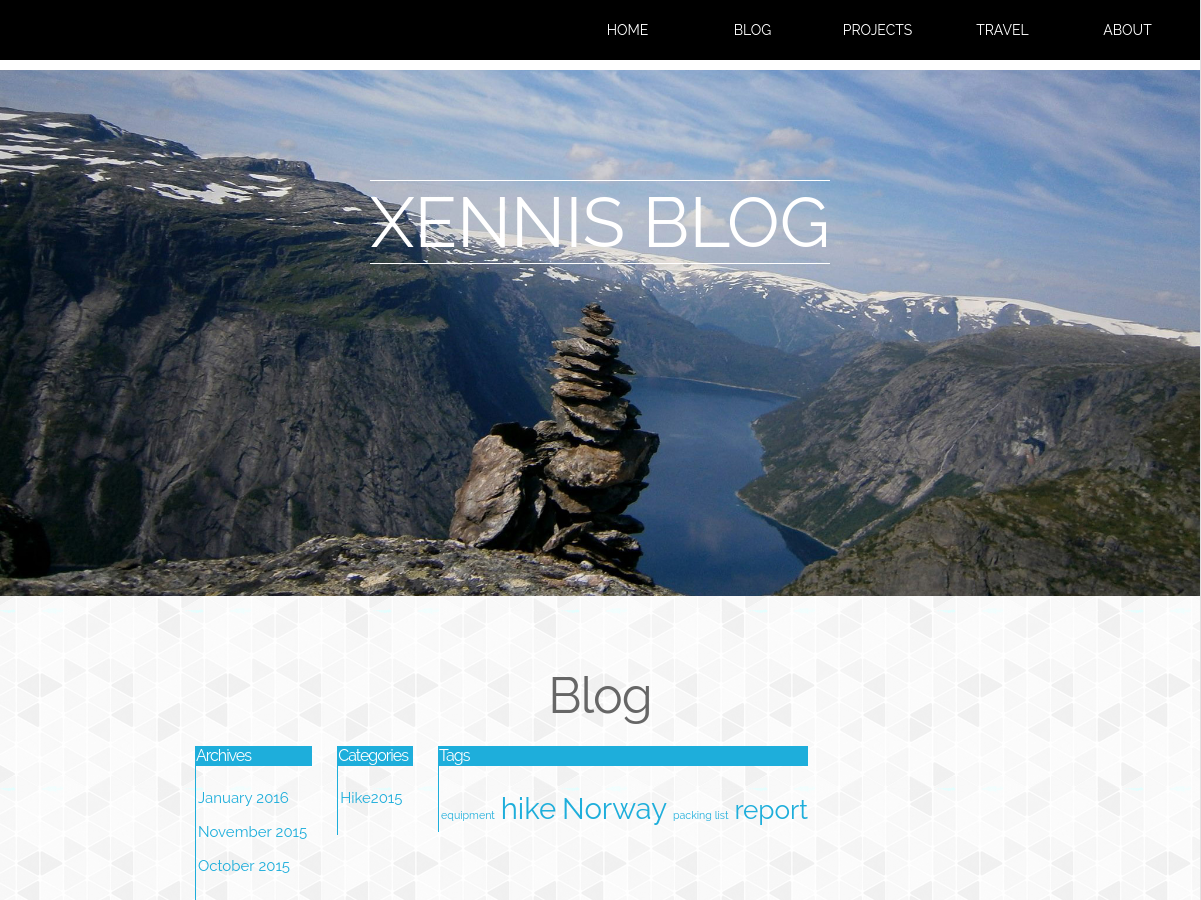 HOME BLOG PROJECTS TRAVEL ABOUT
XENNIS BLOG
Blog
Archives
January 2016
November 2015
October 2015
Categories
Hike2015
Tags
equipment hike Norway packing list report